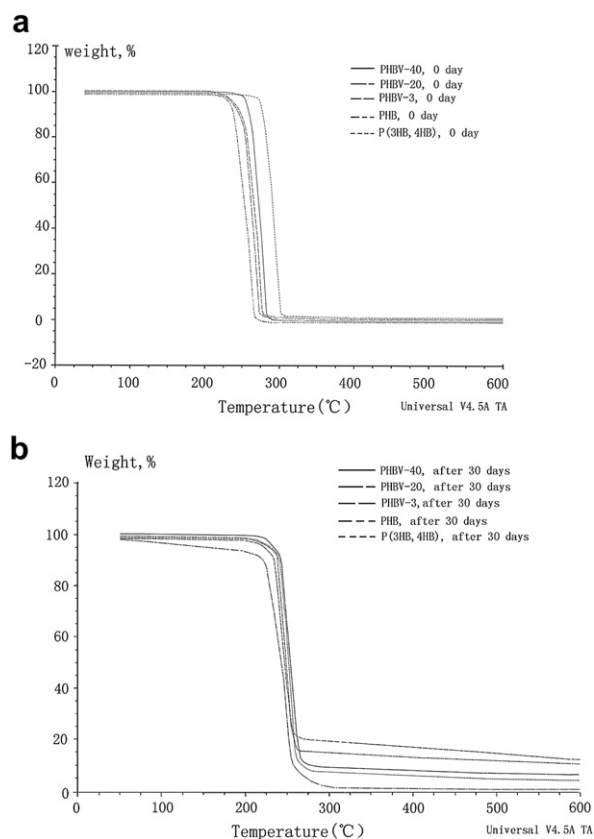 a
weight,%
120
100
80
60
40
20
0
-20
PHBV-40, 0 day
PHBV-20, 0 day
PHBV-3, 0 day
PHB, 0 day
P(3HB,4HB), 0 day
0 100 200 300 400 500 600
Temperature(℃)
Universal V4.5A TA
b
Weight,%
120
100
80
60
40
20
0
PHBV-40, after 30 days
PHBV-20, after 30 days
PHBV-3,after 30 days
PHB, after 30 days
P(3HB,4HB), after 30 days
0 100 200 300 400 500 600
Temperature(℃)
Universal V4.5A TA